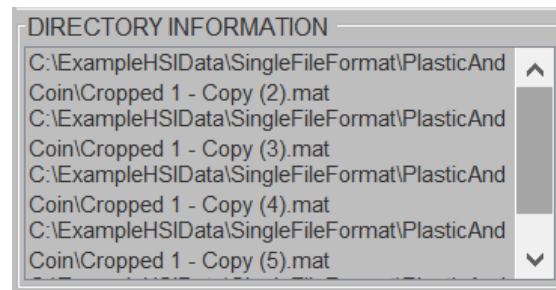 DIRECTORY INFORMATION
C:\ExampleHSIData\SingleFileFormat\PlasticAnd
Coin\Cropped 1 - Copy (2).mat
C:\ExampleHSIData\SingleFileFormat\PlasticAnd
Coin\Cropped 1 - Copy (3).mat
C:\ExampleHSIData\SingleFileFormat\PlasticAnd
Coin\Cropped 1 - Copy (4).mat
C:\ExampleHSIData\SingleFileFormat\PlasticAnd
Coin\Cropped 1 - Copy (5).mat